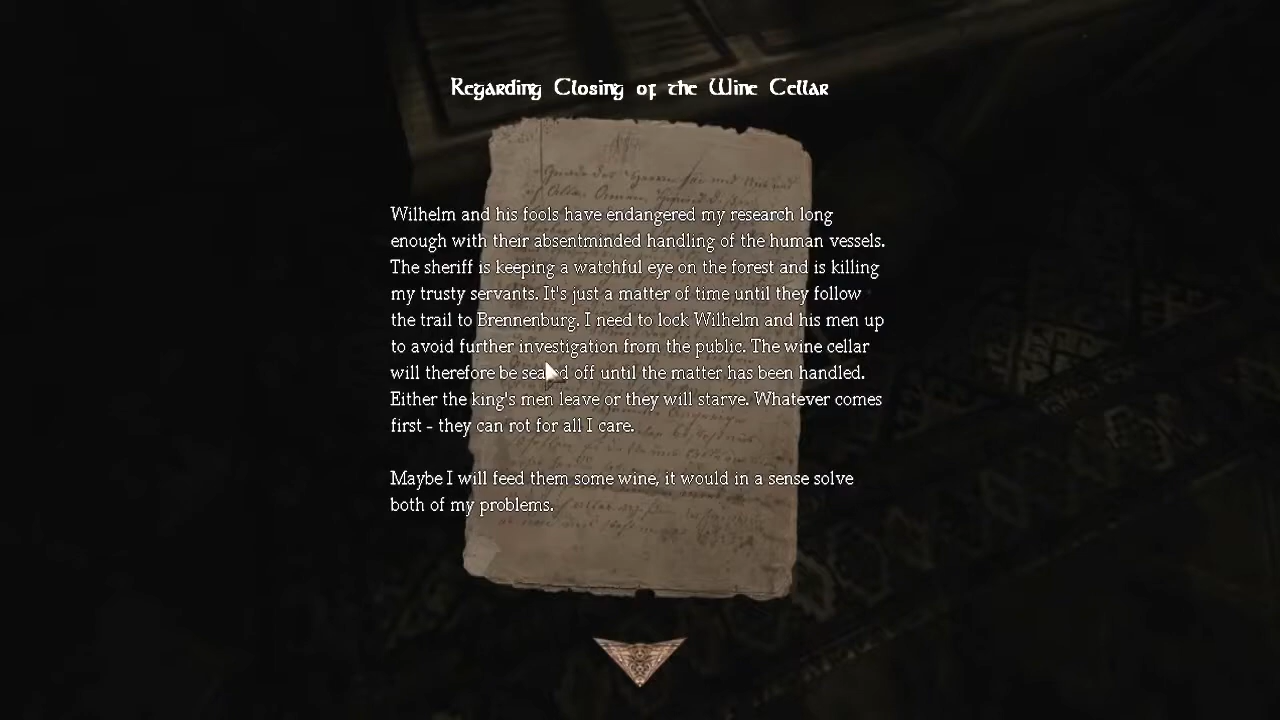 Regarding Closing of the Wine Cellar
Wilhelm and his fools have endangered my research long
enough with their absentminded handling of the human vessels.
The sheriff is keeping a watchful eye on the forest and is killing
my trusty servants. It's just a matter of time until they follow
the trail to Brennenburg. I need to lock Wilhelm and his men up
to avoid further investigation from the public. The wine cellar
will therefore be sealed off until the matter has been handled.
Either the king's men leave or they will starve. Whatever comes
first - they can rot for all I care.
Maybe I will feed them some wine, it would in a sense solve
both of my problems.